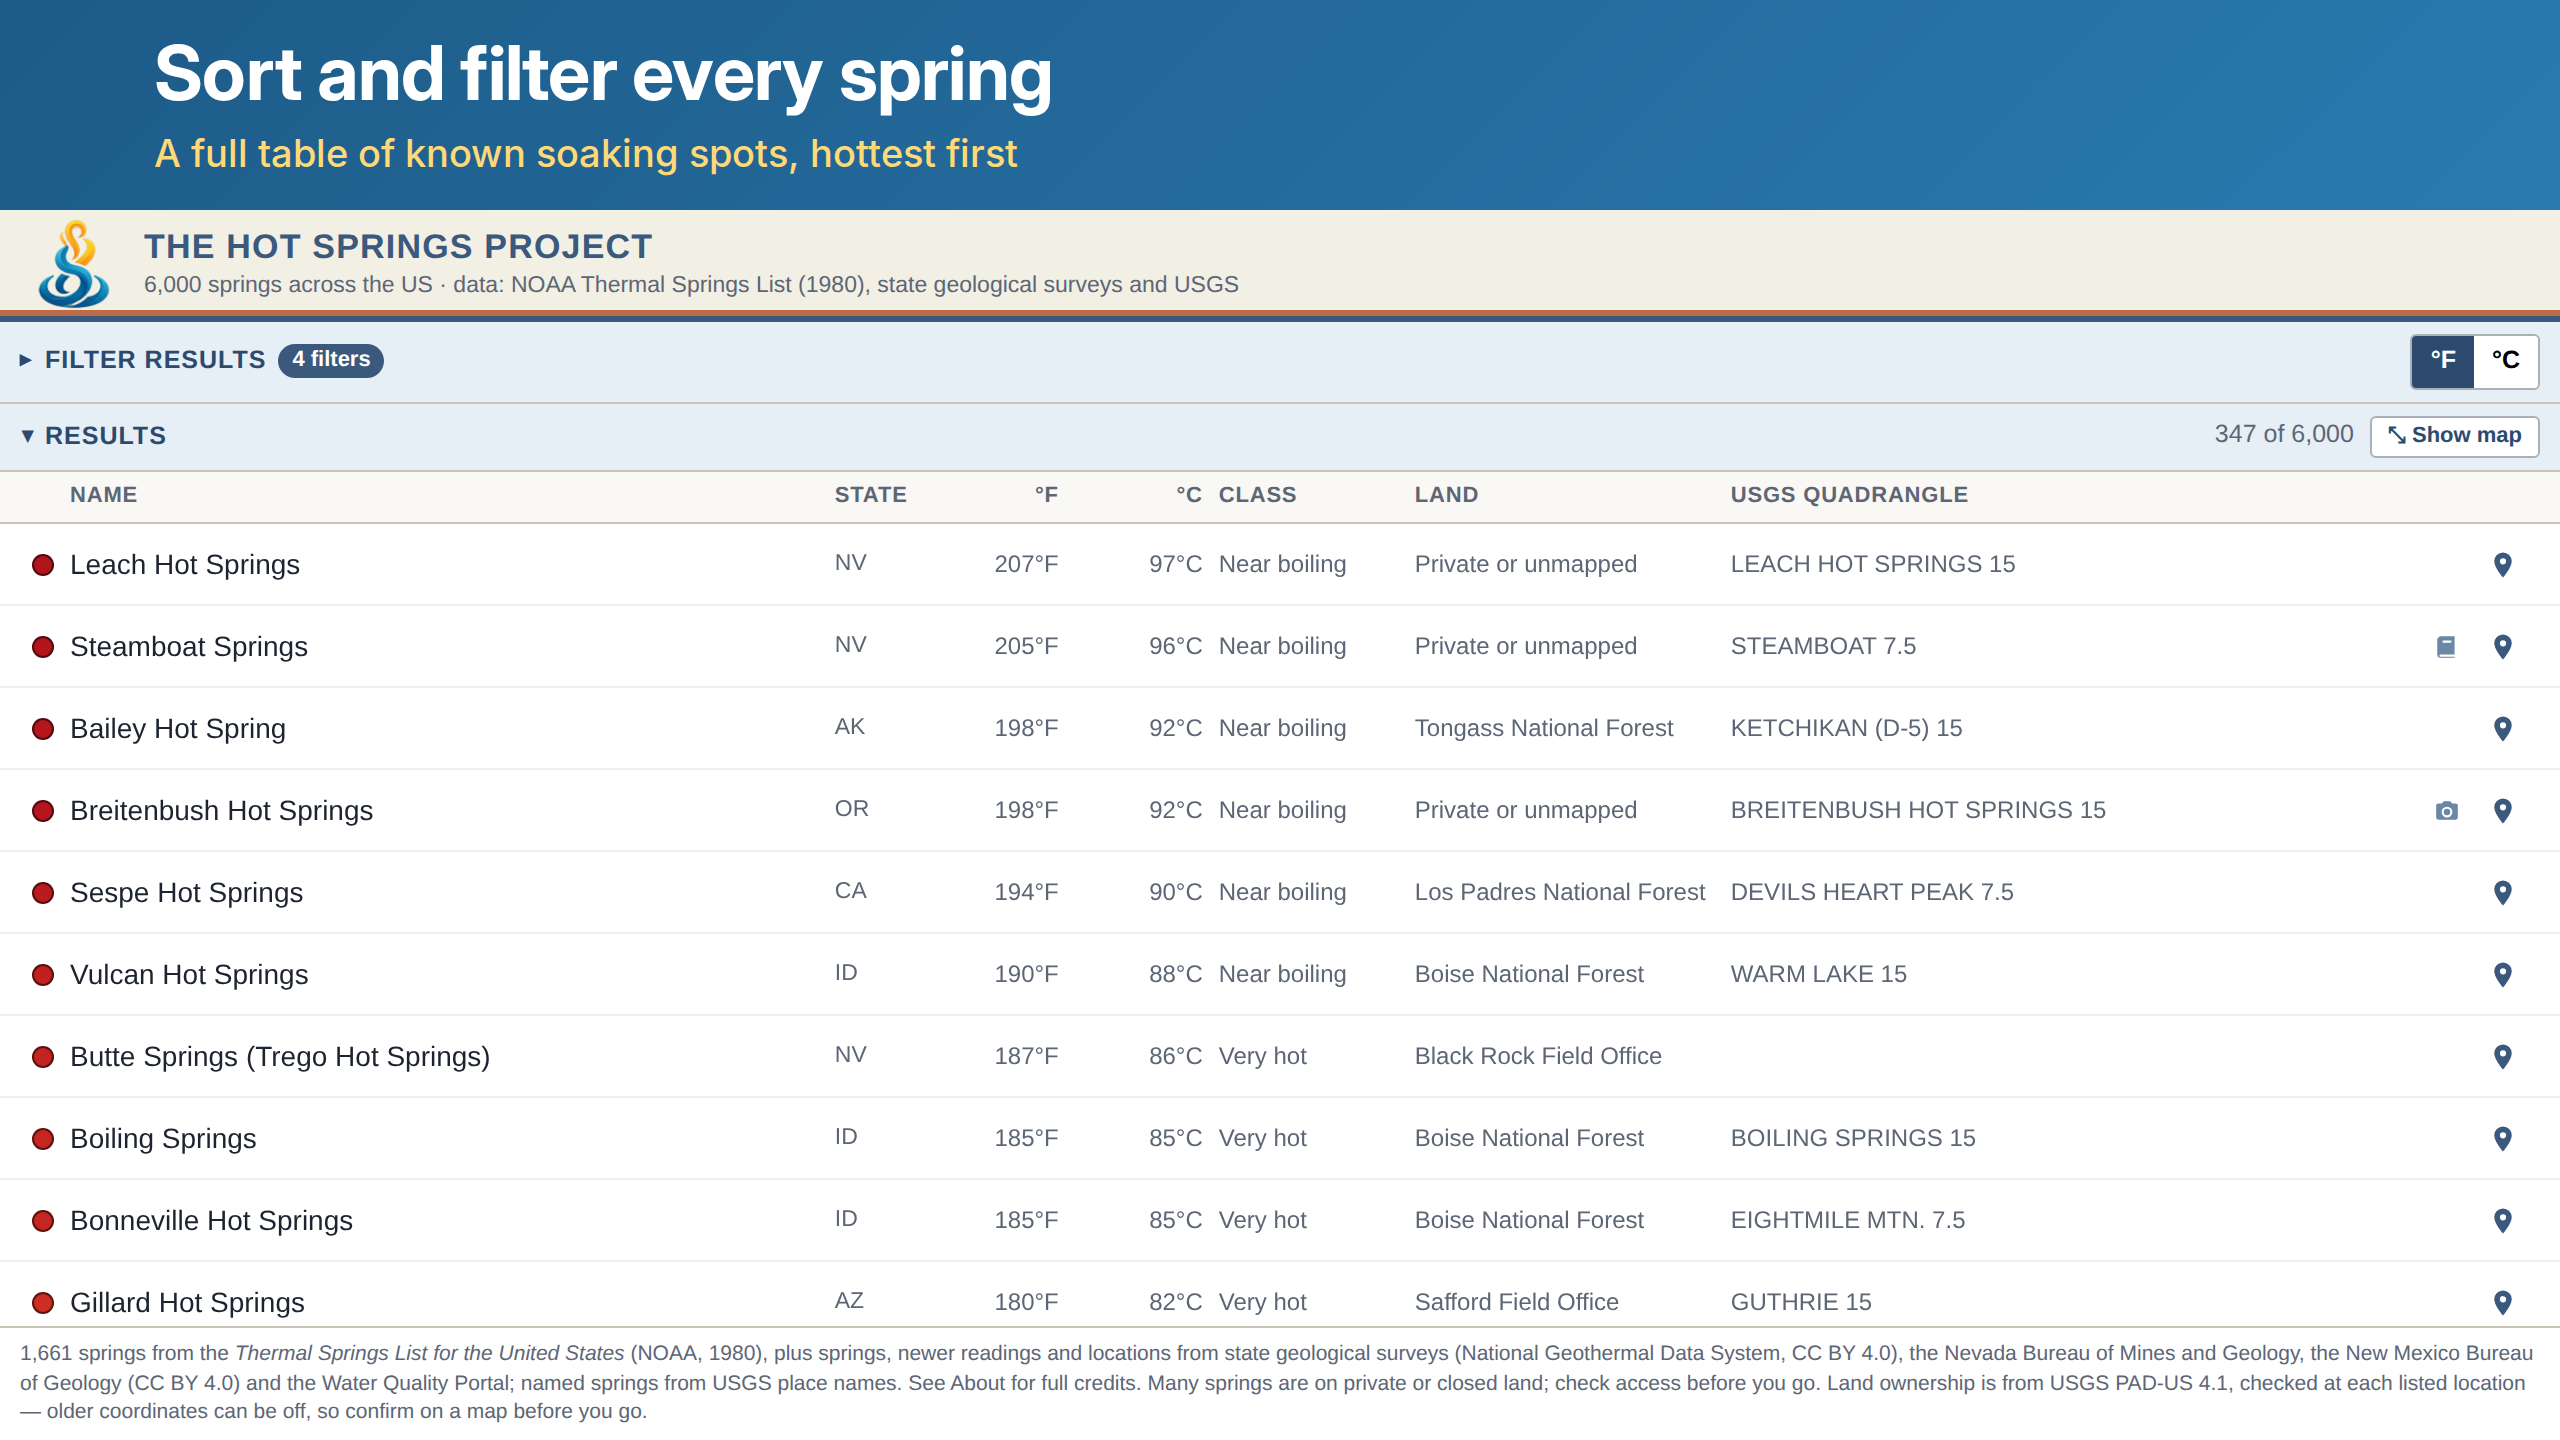 Sort and filter every spring
A full table of known soaking spots, hottest first
THE HOT SPRINGS PROJECT
6,000 springs across the US · data: NOAA Thermal Springs List (1980), state geological surveys and USGS
▸ FILTER RESULTS 4 filters °F °C
▾ RESULTS 347 of 6,000 ⤡ Show map
NAME STATE °F °C CLASS LAND USGS QUADRANGLE
Leach Hot Springs NV 207°F 97°C Near boiling Private or unmapped LEACH HOT SPRINGS 15
Steamboat Springs NV 205°F 96°C Near boiling Private or unmapped STEAMBOAT 7.5
Bailey Hot Spring AK 198°F 92°C Near boiling Tongass National Forest KETCHIKAN (D-5) 15
Breitenbush Hot Springs OR 198°F 92°C Near boiling Private or unmapped BREITENBUSH HOT SPRINGS 15
Sespe Hot Springs CA 194°F 90°C Near boiling Los Padres National Forest DEVILS HEART PEAK 7.5
Vulcan Hot Springs ID 190°F 88°C Near boiling Boise National Forest WARM LAKE 15
Butte Springs (Trego Hot Springs) NV 187°F 86°C Very hot Black Rock Field Office
Boiling Springs ID 185°F 85°C Very hot Boise National Forest BOILING SPRINGS 15
Bonneville Hot Springs ID 185°F 85°C Very hot Boise National Forest EIGHTMILE MTN. 7.5
Gillard Hot Springs AZ 180°F 82°C Very hot Safford Field Office GUTHRIE 15
1,661 springs from the Thermal Springs List for the United States (NOAA, 1980), plus springs, newer readings and locations from state geological surveys (National Geothermal Data System, CC BY 4.0), the Nevada Bureau of Mines and Geology, the New Mexico Bureau
of Geology (CC BY 4.0) and the Water Quality Portal; named springs from USGS place names. See About for full credits. Many springs are on private or closed land; check access before you go. Land ownership is from USGS PAD-US 4.1, checked at each listed location
— older coordinates can be off, so confirm on a map before you go.